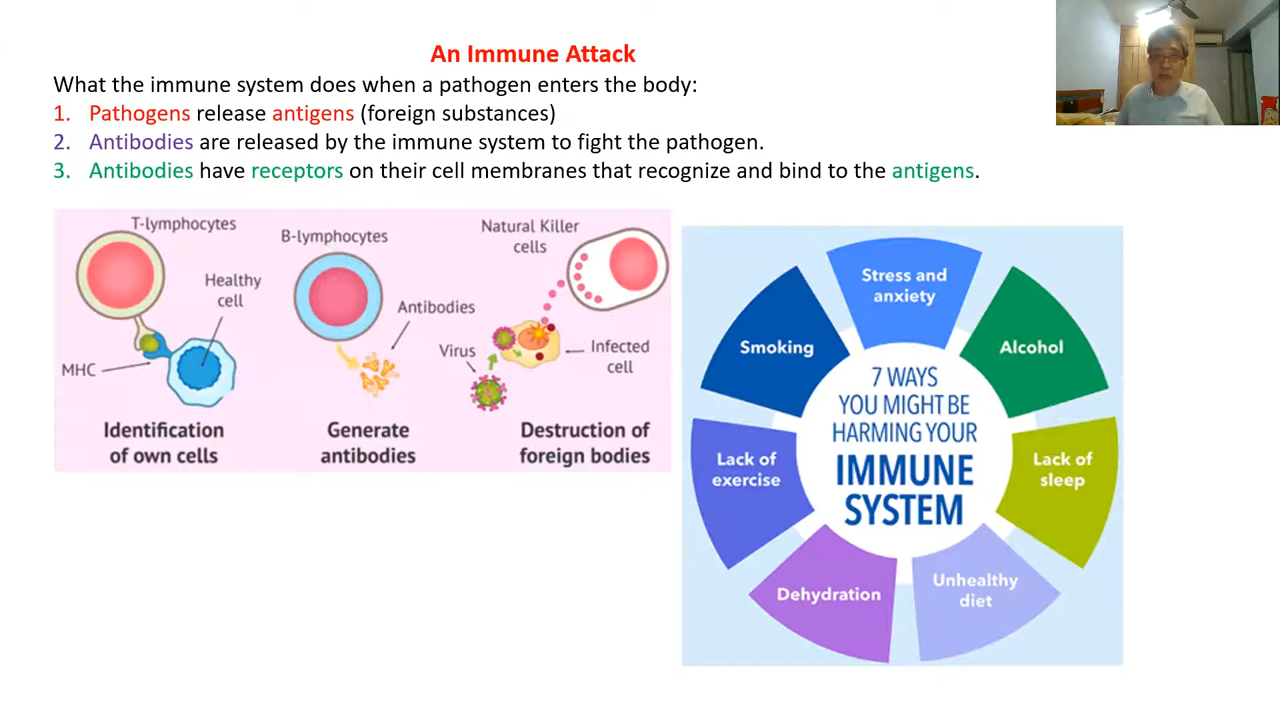 An Immune Attack
What the immune system does when a pathogen enters the body:
1. Pathogens release antigens (foreign substances)
2. Antibodies are released by the immune system to fight the pathogen.
3. Antibodies have receptors on their cell membranes that recognize and bind to the antigens.
T-lymphocytes
Healthy
cell
MHC
Identification
of own cells
B-lymphocytes
Antibodies
Generate
antibodies
Natural Killer
cells
Virus
Infected
cell
Destruction of
foreign bodies
Stress and
anxiety
Alcohol
Lack of
sleep
Unhealthy
diet
Dehydration
Lack of
exercise
Smoking
7 WAYS
YOU MIGHT BE
HARMING YOUR
IMMUNE
SYSTEM